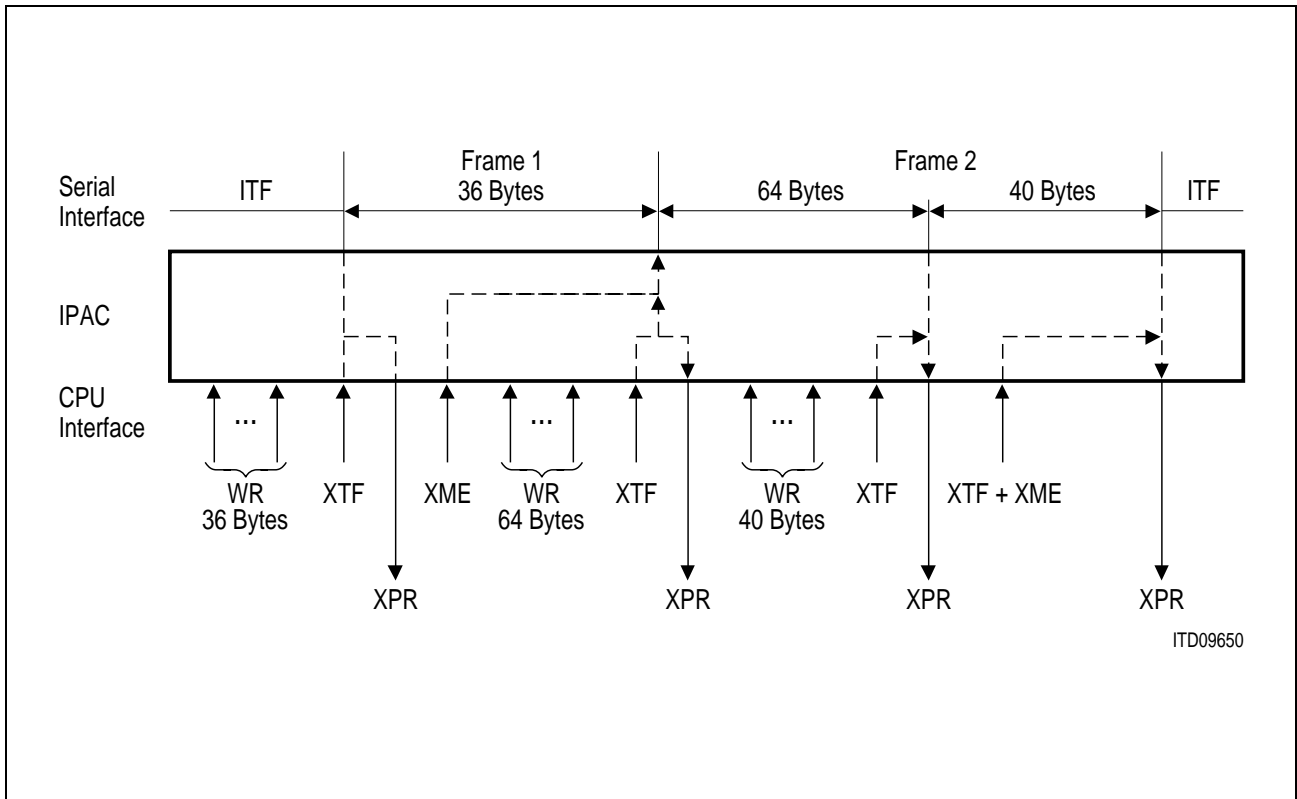 Frame 1
Frame 2
Serial
Interface
ITF
36 Bytes
64 Bytes
40 Bytes
ITF
IPAC
CPU
Interface
...
...
...
WR
36 Bytes
XTF
XME
WR
64 Bytes
XTF
WR
40 Bytes
XTF
XTF + XME
XPR
XPR
XPR
XPR
ITD09650